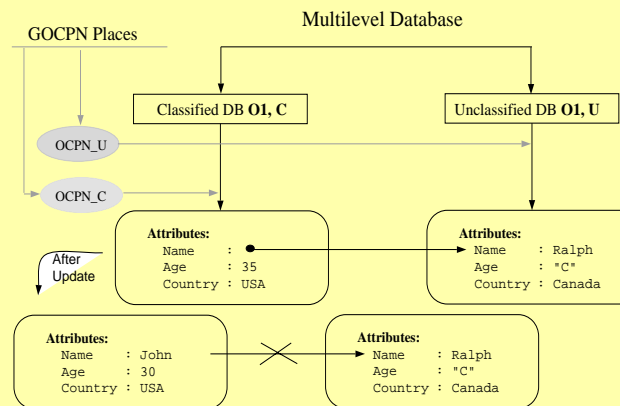 Multilevel Database
GOCPN Places
Classified DB O1, C
Unclassified DB O1, U
OCPN_U
OCPN_C
Attributes:
Name :
Age : 35
Country : USA
Attributes:
Name : Ralph
Age : "C"
Country : Canada
After
Update
Attributes:
Name : John
Age : 30
Country : USA
Attributes:
Name : Ralph
Age : "C"
Country : Canada